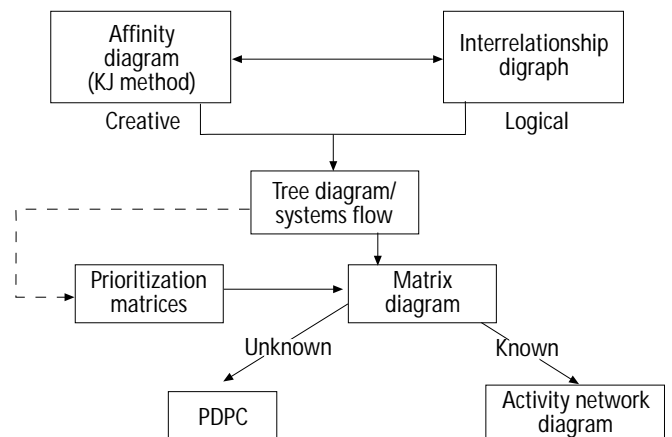 Affinity
diagram
(KJ method)
Interrelationship
digraph
Creative
Logical
Tree diagram/
systems flow
Prioritization
matrices
Matrix
diagram
Unknown
Known
PDPC
Activity network
diagram